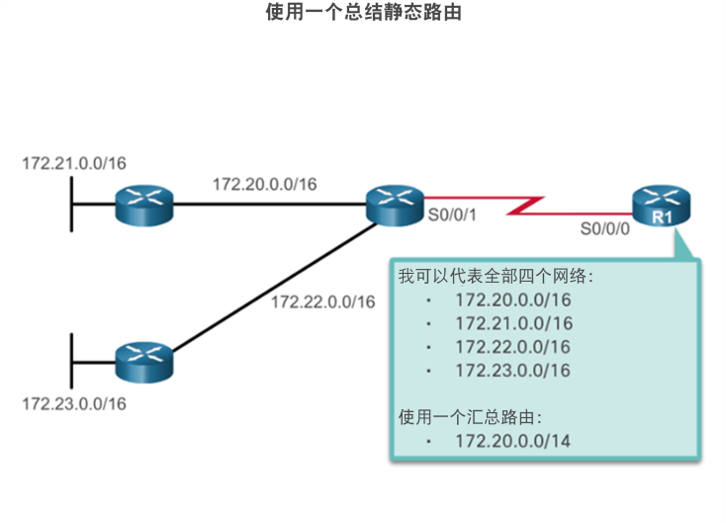 使用一个总结静态路由
172.21.0.0/16
172.20.0.0/16
S0/0/1
R1
S0/0/0
172.22.0.0/16
172.23.0.0/16
我可以代表全部四个网络：
· 172.20.0.0/16
· 172.21.0.0/16
· 172.22.0.0/16
· 172.23.0.0/16
使用一个汇总路由：
· 172.20.0.0/14